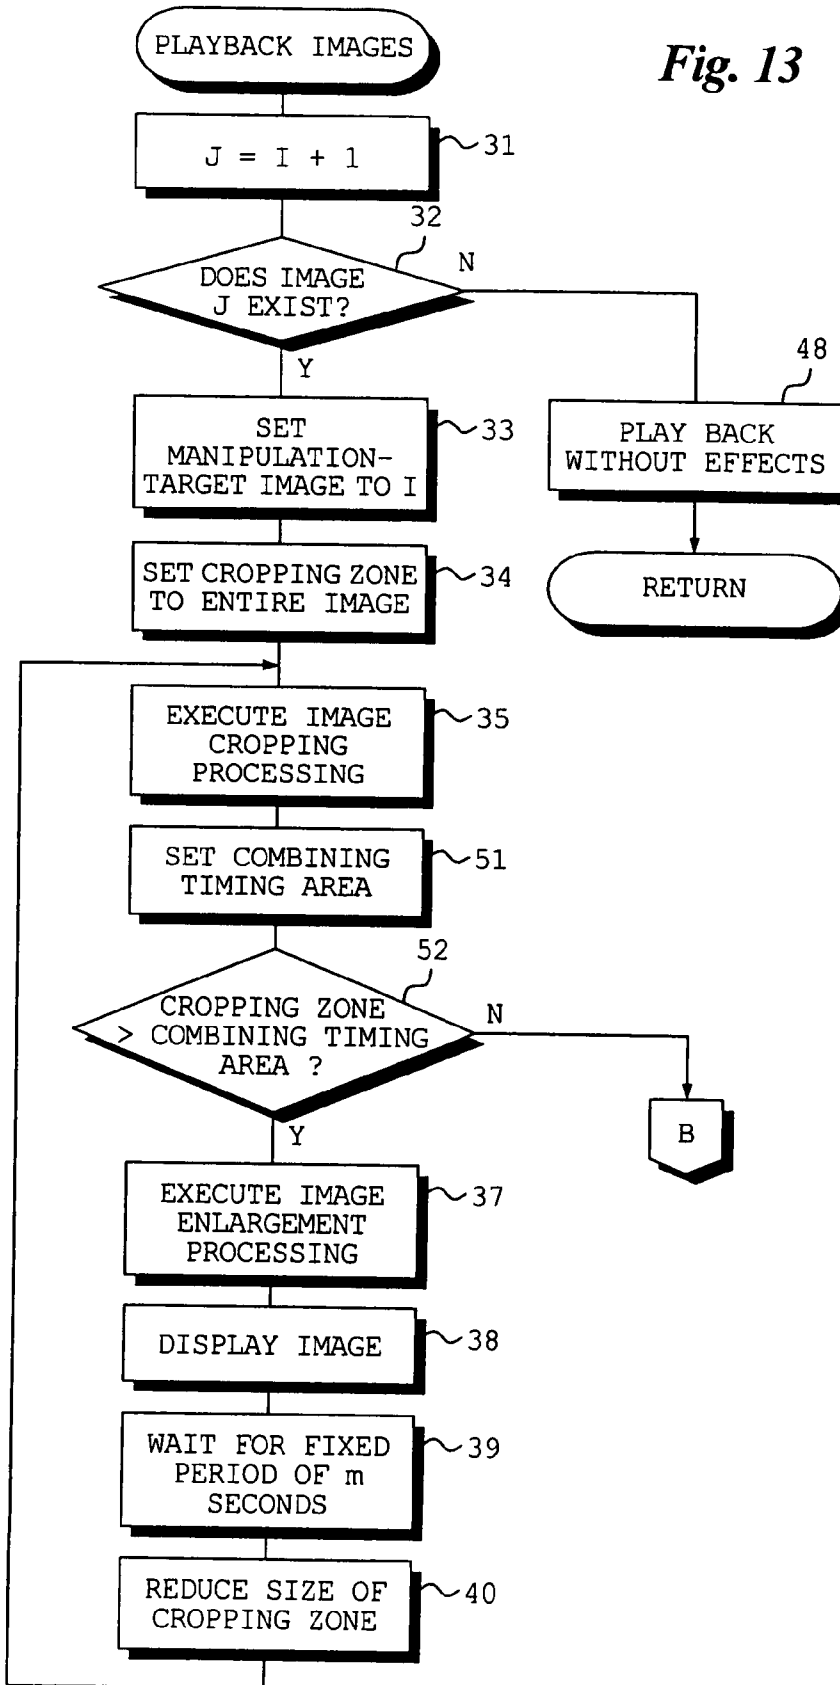 PLAYBACK IMAGES
Fig. 13
J = I + 1
31
32
DOES IMAGE
J EXIST?
N
Y
48
SET
MANIPULATION-
TARGET IMAGE TO I
33
PLAY BACK
WITHOUT EFFECTS
SET CROPPING ZONE
TO ENTIRE IMAGE
34
RETURN
EXECUTE IMAGE
CROPPING
PROCESSING
35
SET COMBINING
TIMING AREA
51
52
CROPPING ZONE
> COMBINING TIMING
AREA ?
N
Y
B
EXECUTE IMAGE
ENLARGEMENT
PROCESSING
37
DISPLAY IMAGE
38
WAIT FOR FIXED
PERIOD OF m
SECONDS
39
REDUCE SIZE OF
CROPPING ZONE
40